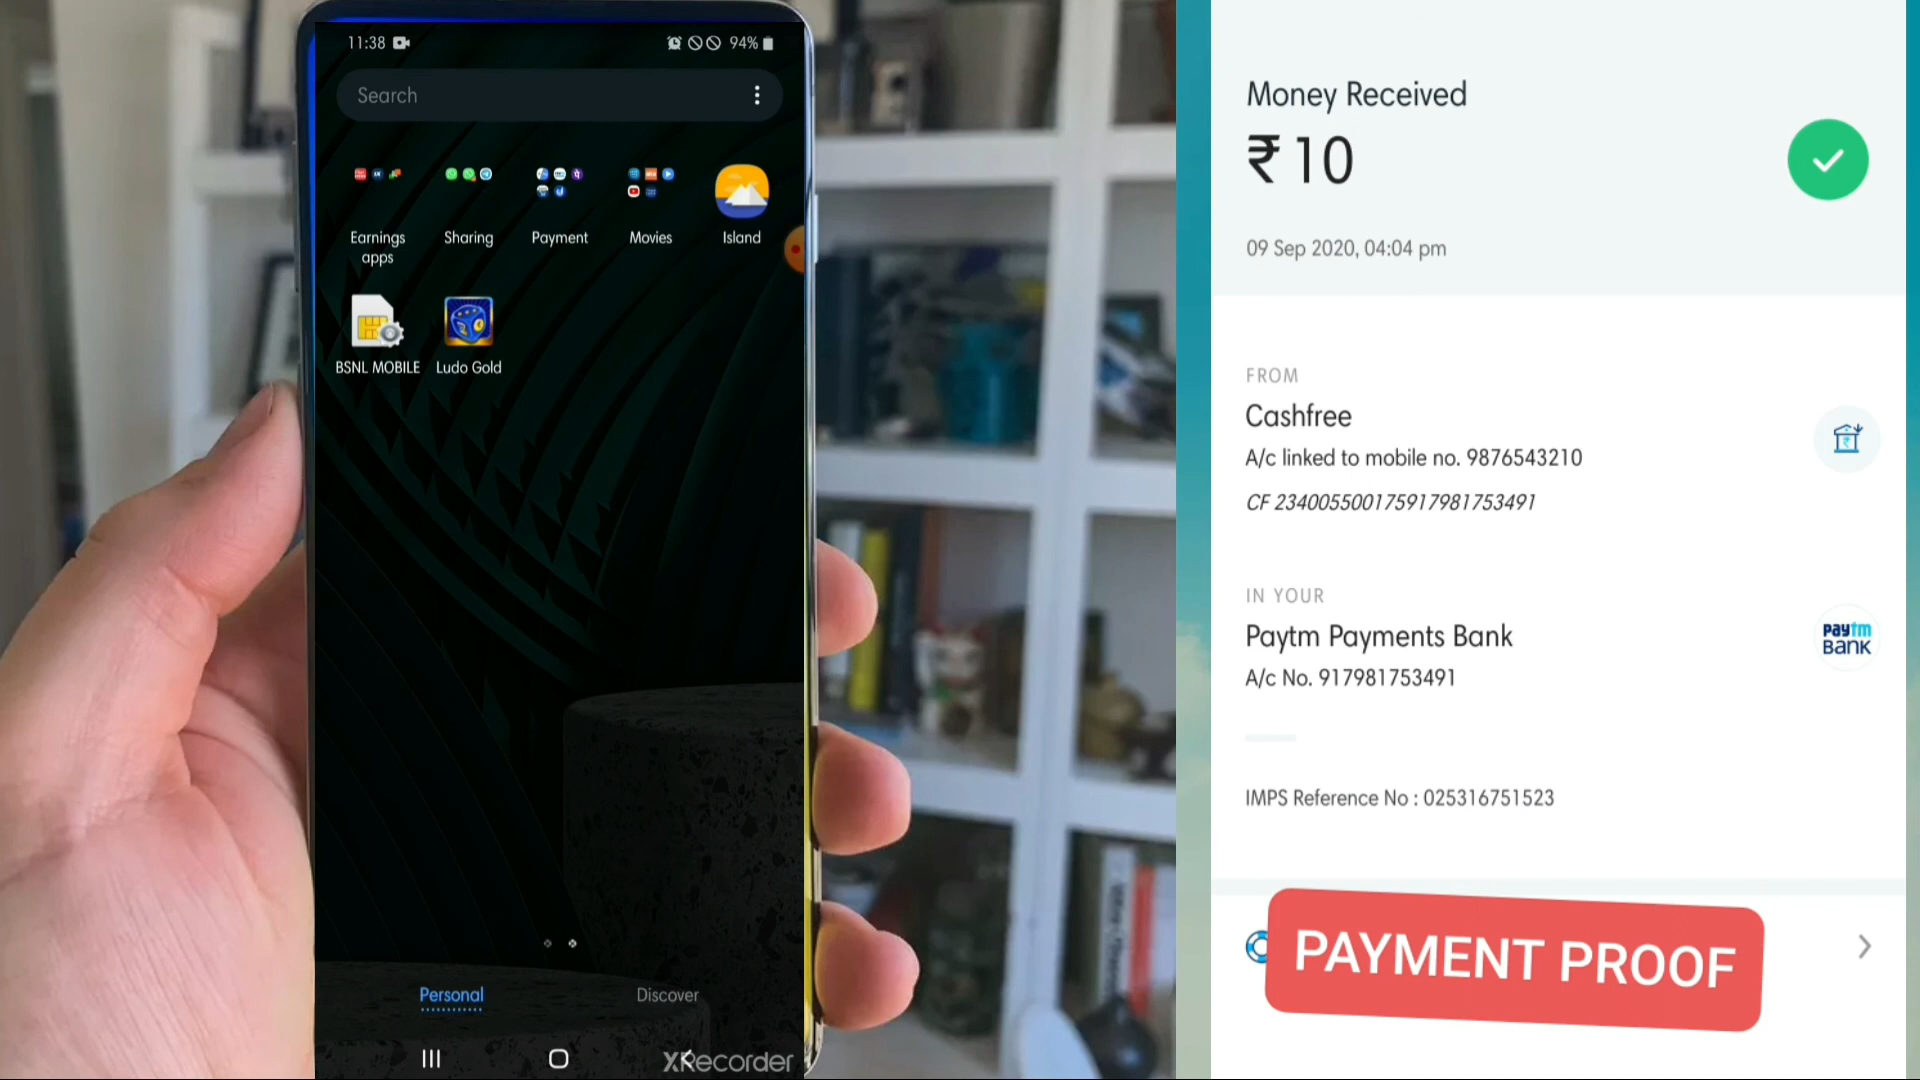 11:38
94%
Search
Earnings apps
Sharing
Payment
Movies
Island
BSNL MOBILE
Ludo Gold
Personal
Discover
XRecorder
Money Received
₹10
09 Sep 2020, 04:04 pm
FROM
Cashfree
A/c linked to mobile no. 9876543210
CF 234005500175917981753491
IN YOUR
Paytm Payments Bank
paytm
BANK
A/c No. 917981753491
IMPS Reference No : 025316751523
PAYMENT PROOF